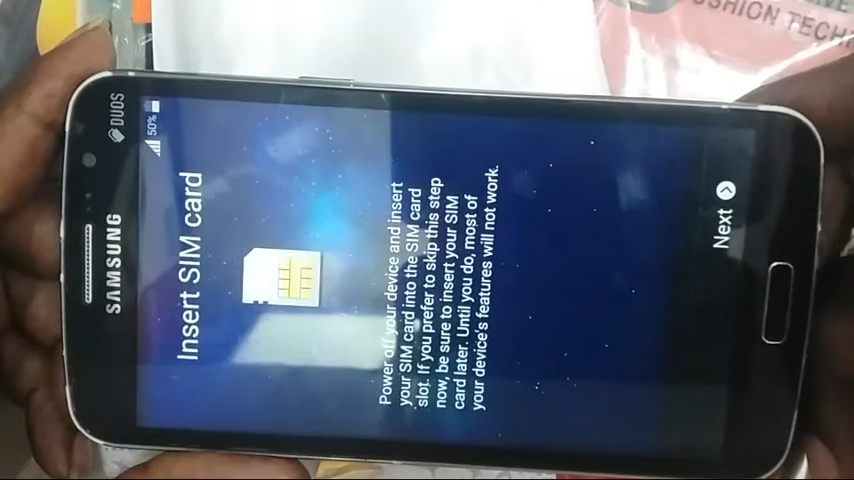 SHION TECHN
DUOS
SAMSUNG
50%
Insert SIM card
Power off your device and insert
your SIM card into the SIM card
slot. If you prefer to skip this step
now, be sure to insert your SIM
card later. Until you do, most of
your device's features will not work.
Next